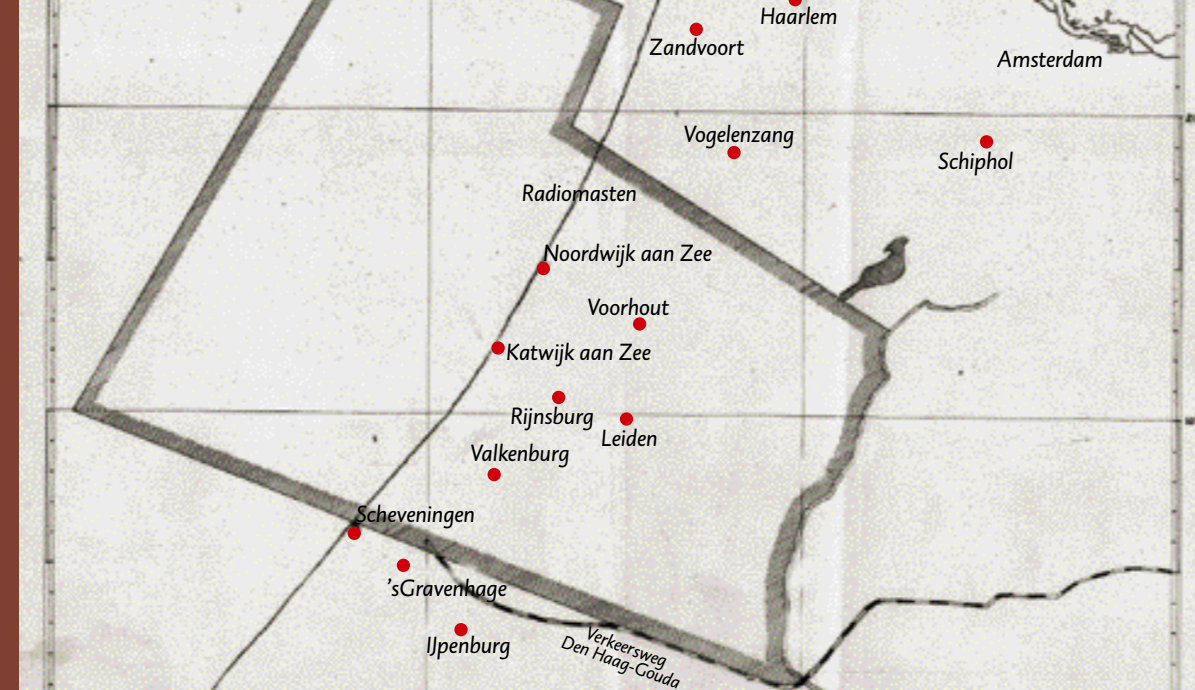 Haarlem
Zandvoort
Amsterdam
Vogelenzang
Schiphol
Radiomasten
Noordwijk aan Zee
Voorhout
Katwijk aan Zee
Rijnsburg
Leiden
Valkenburg
Scheveningen
'sGravenhage
IJpenburg
Verkeersweg
Den Haag-Gouda